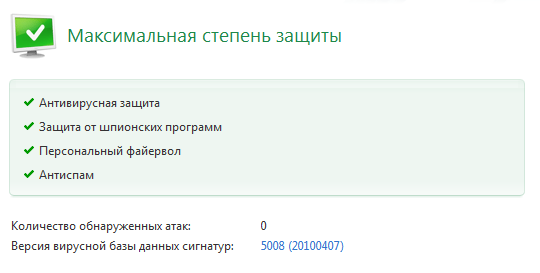 Максимальная степень защиты
Антивирусная защита
Защита от шпионских программ
Персональный файервол
Антиспам
Количество обнаруженных атак: 0
Версия вирусной базы данных сигнатур: 5008 (20100407)